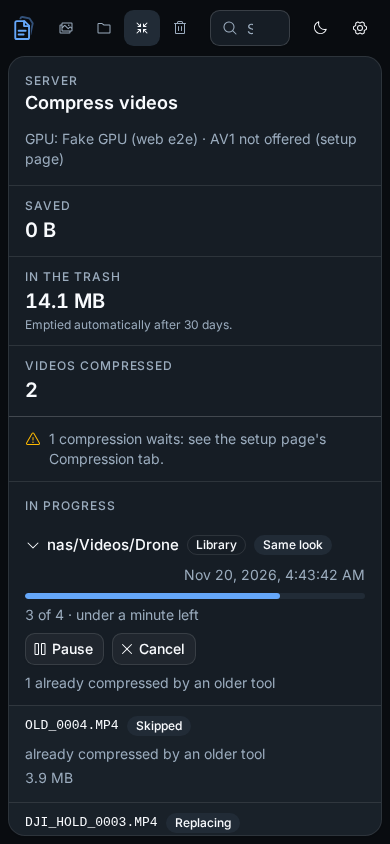 S
SERVER
Compress videos
GPU: Fake GPU (web e2e) · AV1 not offered (setup
page)
SAVED
0 B
IN THE TRASH
14.1 MB
Emptied automatically after 30 days.
VIDEOS COMPRESSED
2
1 compression waits: see the setup page's
Compression tab.
IN PROGRESS
nas/Videos/Drone Library Same look
Nov 20, 2026, 4:43:42 AM
3 of 4 · under a minute left
Pause Cancel
1 already compressed by an older tool
OLD_0004.MP4 Skipped
already compressed by an older tool
3.9 MB
DJI_HOLD_0003.MP4 Replacing